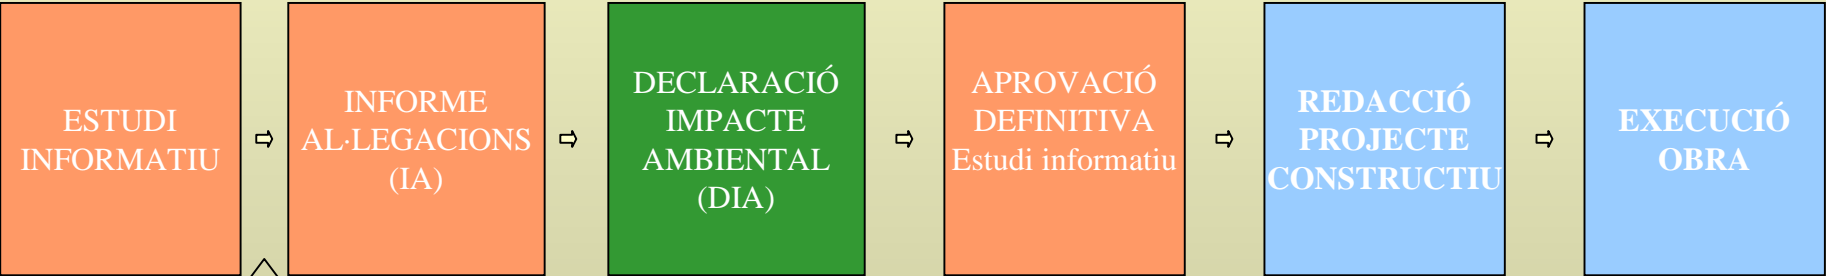 ESTUDI
INFORMATIU
INFORME
AL·LEGACIONS
(IA)
DECLARACIÓ
IMPACTE
AMBIENTAL
(DIA)
APROVACIÓ
DEFINITIVA
Estudi informatiu
REDACCIÓ
PROJECTE
CONSTRUCTIU
EXECUCIÓ
OBRA